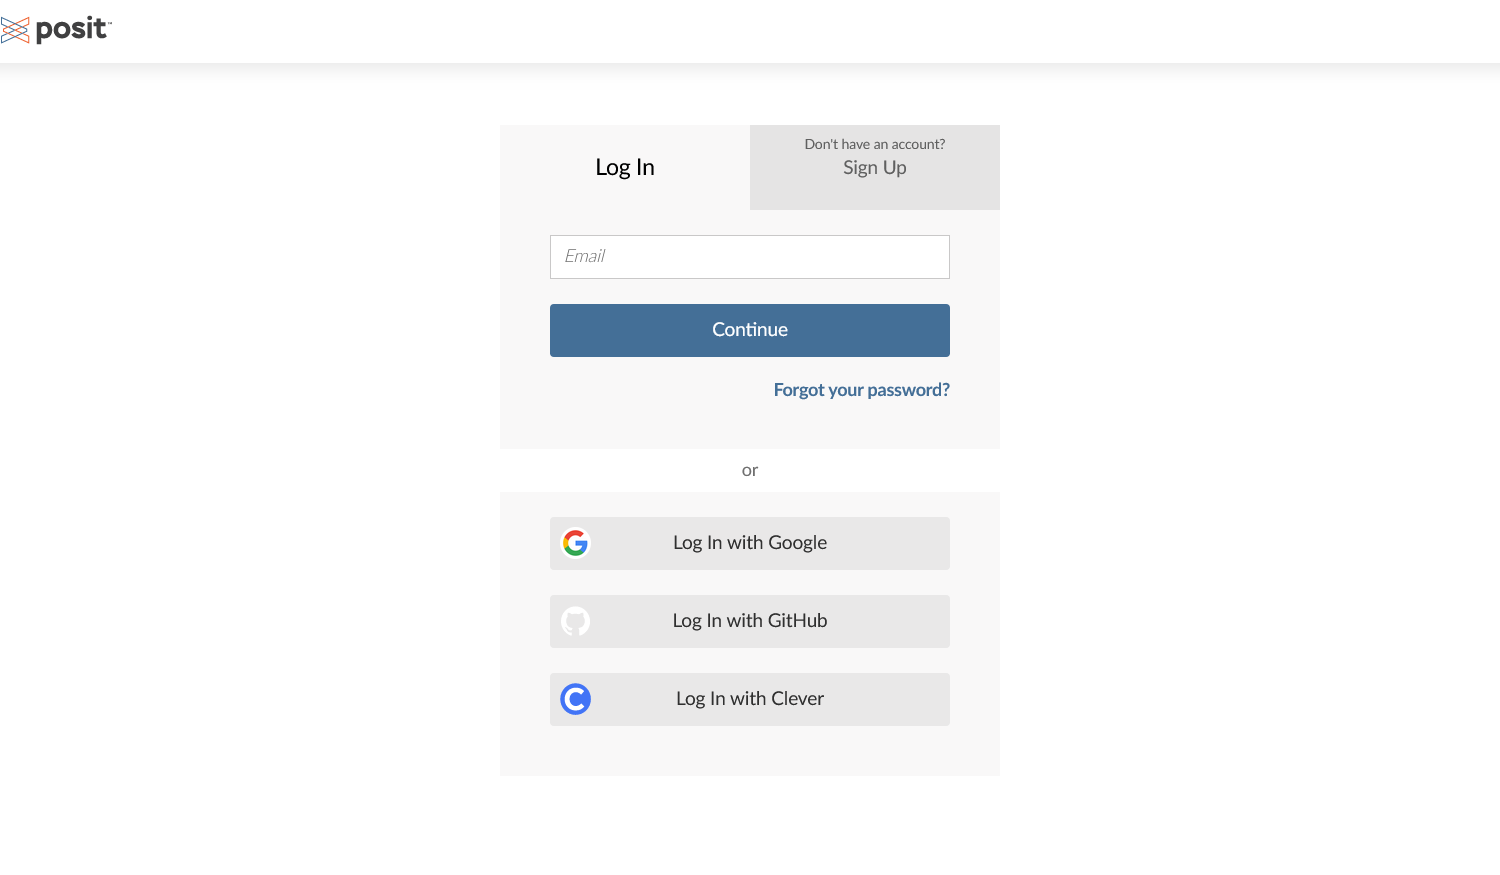 posit™
Log In
Don't have an account?
Sign Up
Email
Continue
Forgot your password?
or
Log In with Google
Log In with GitHub
Log In with Clever